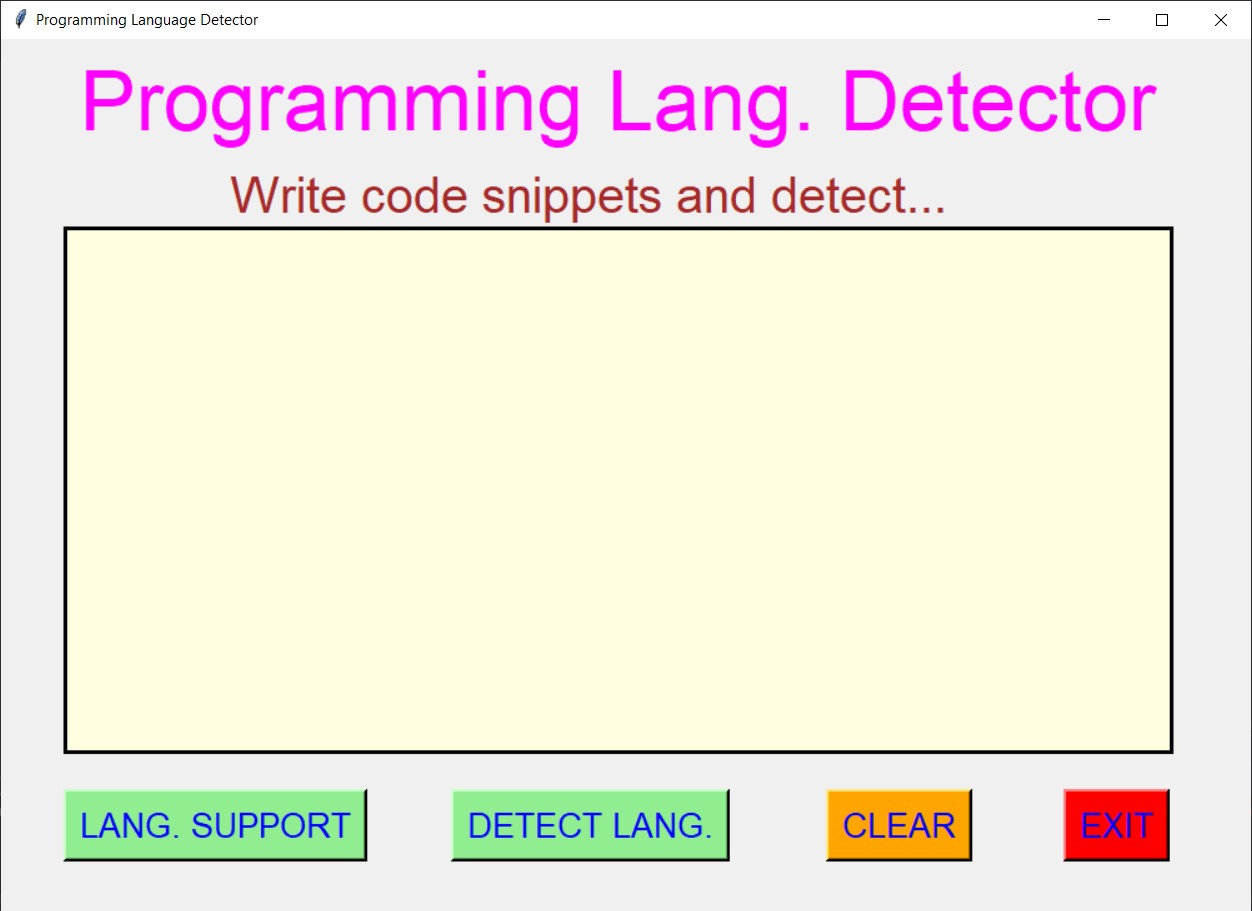 Programming Language Detector
Programming Lang. Detector
Write code snippets and detect...
LANG. SUPPORT
DETECT LANG.
CLEAR
EXIT